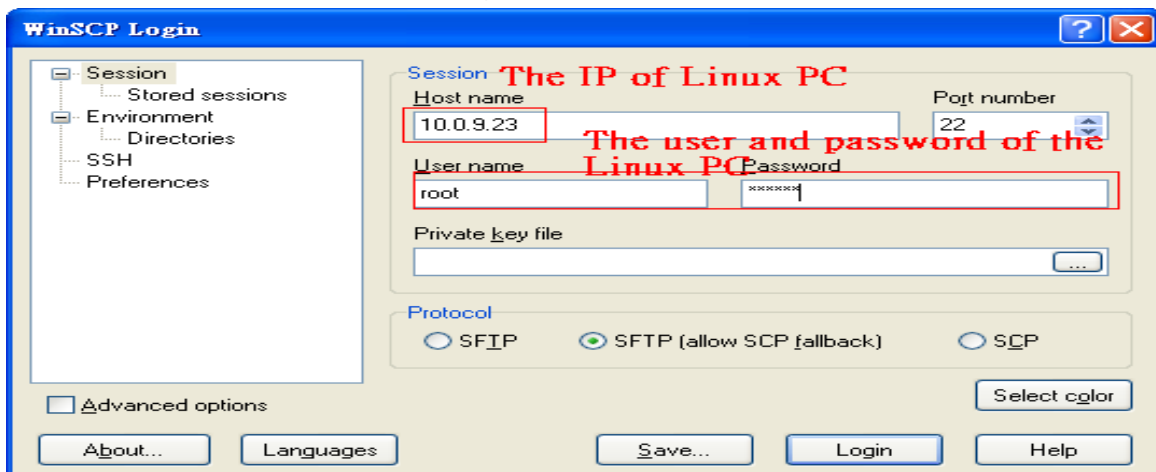 WinSCP Login
Session
Stored sessions
Environment
Directories
SSH
Preferences
Session The IP of Linux PC
Host name
Port number
10.0.9.23
22
The user and password of the
Linux PC
User name
Password
root
******
Private key file
...
Protocol
SFTP
SFTP (allow SCP fallback)
SCP
Select color
Advanced options
About...
Languages
Save...
Login
Help